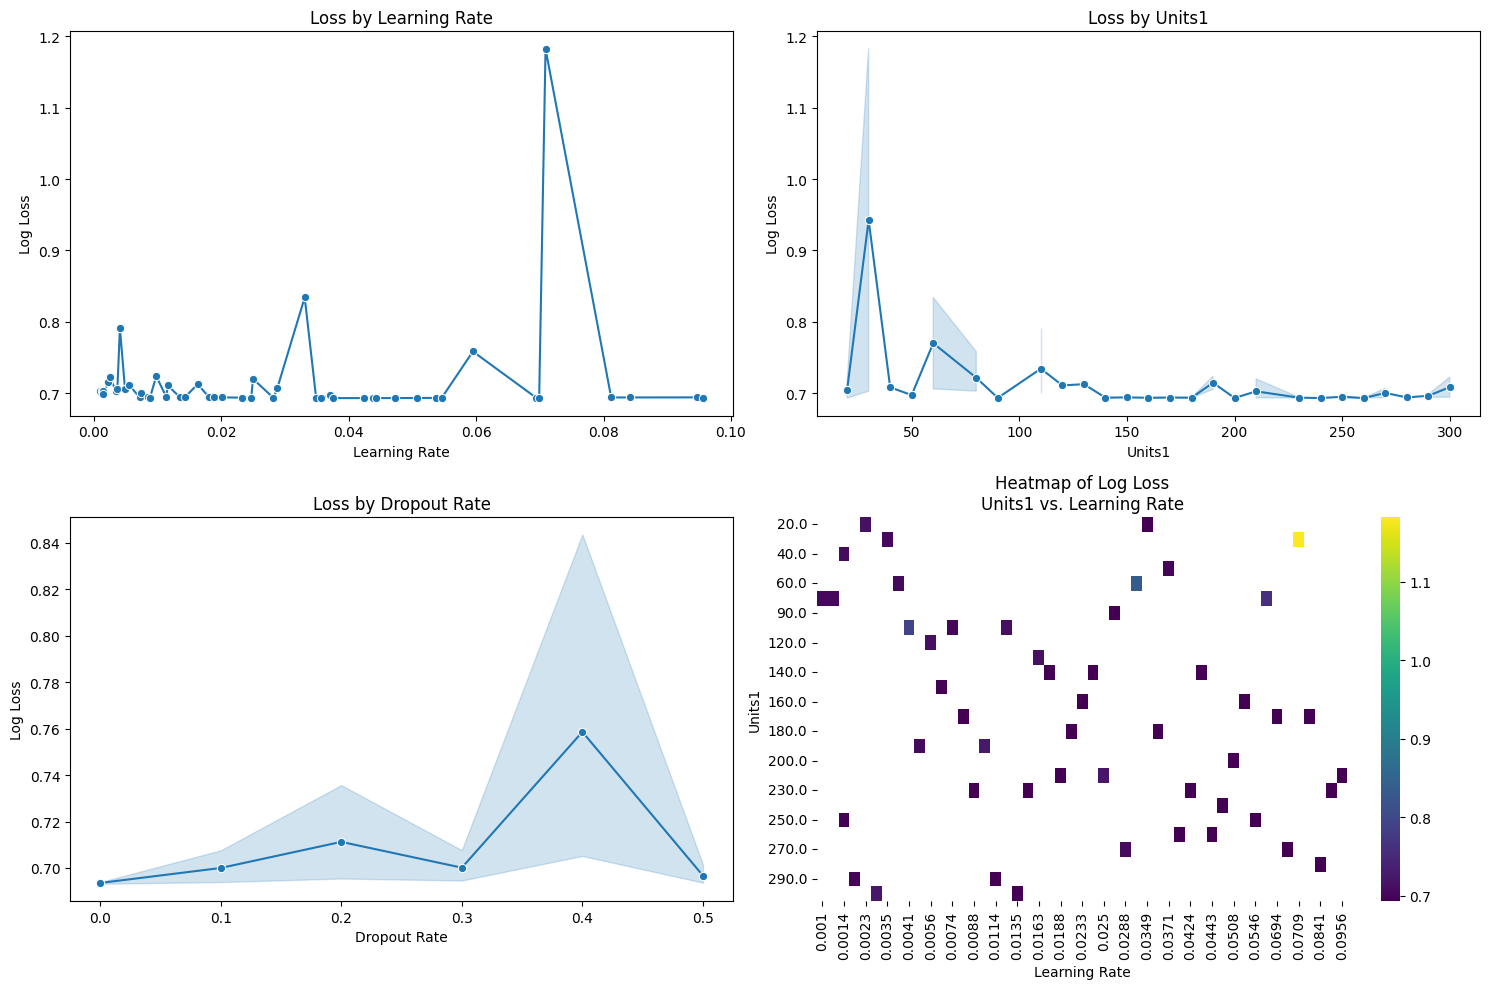 Loss by Learning Rate
1.2
1.1
1.0
0.9
0.8
0.7
Log Loss
0.00 0.02 0.04 0.06 0.08 0.10
Learning Rate
Loss by Units1
1.2
1.1
1.0
0.9
0.8
0.7
Log Loss
50 100 150 200 250 300
Units1
Loss by Dropout Rate
0.84
0.82
0.80
0.78
0.76
0.74
0.72
0.70
Log Loss
0.0 0.1 0.2 0.3 0.4 0.5
Dropout Rate
Heatmap of Log Loss
Units1 vs. Learning Rate
20.0
40.0
60.0
90.0
120.0
140.0
160.0
180.0
200.0
230.0
250.0
270.0
290.0
Units1
0.001 0.0014 0.0023 0.0035 0.0041 0.0056 0.0074 0.0088 0.0114 0.0135 0.0163 0.0188 0.0233 0.025 0.0288 0.0349 0.0371 0.0424 0.0443 0.0508 0.0546 0.0694 0.0709 0.0841 0.0956
Learning Rate
1.1
1.0
0.9
0.8
0.7